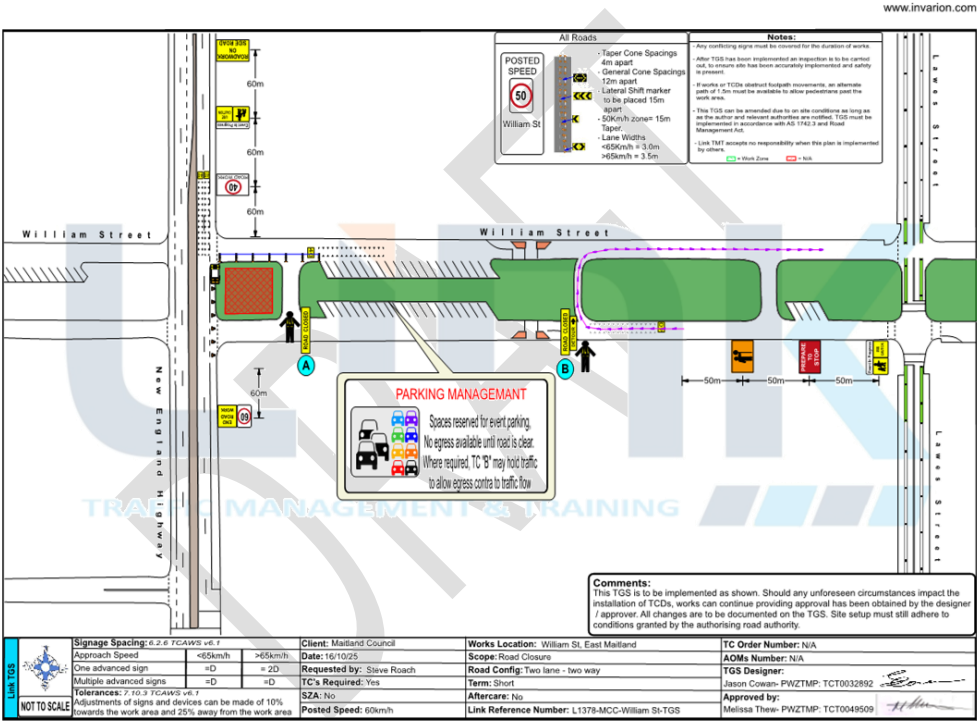 www.invarion.com
All Roads
POSTED
SPEED
50
William St
- Taper Cone Spacings
4m apart
- General Cone Spacings
12m apart
- Lateral Shift marker
to be placed 15m
apart
- 50Km/h zone= 15m
Taper.
- Lane Widths
<65Km/h = 3.0m
>65km/h = 3.5m
Notes:
- Any conflicting signs must be covered for the duration of works.
- After TGS has been implemented an inspection is to be carried
out, to ensure site has been accurately implemented and safety
is present.
- If works or TCDs obstruct footpath movements, an alternate
path of 1.5m must be available to allow pedestrians past the
work area.
- This TGS can be amended due to on site conditions as long as
as the author and relevant authorities are notified. TGS must be
implemented in accordance with AS 1742.3 and Road
Management Act.
- Link TMT accepts no responsibility when this plan is implemented
by others.
= Work Zone
= N/A
ROADWORK
ON
SIDE ROAD
60m
60m
40
60m
William Street
William Street
Lawes Street
ROAD CLOSED
A
ROAD CLOSED
B
PREPARE
TO
STOP
50m
50m
50m
60m
END
ROAD
WORK
60
New England Highway
Lawes Street
PARKING MANAGEMANT
Spaces reserved for event parking,
No egress available until road is clear.
Where required, TC "B" may hold traffic
to allow egress contra to traffic flow
LINK
TRAFFIC MANAGEMENT & TRAINING
DRAFT
Comments:
This TGS is to be implemented as shown. Should any unforeseen circumstances impact the
installation of TCDs, works can continue providing approval has been obtained by the designer
/ approver. All changes are to be documented on the TGS. Site setup must still adhere to
conditions granted by the authorising road authority.
Link TGS
NOT TO SCALE
Signage Spacing: 6.2.6 TCAWS v6.1
Approach Speed <65km/h >65km/h
One advanced sign =D = 2D
Multiple advanced signs =D =D
Tolerances: 7.10.3 TCAWS v6.1
Adjustments of signs and devices can be made of 10%
towards the work area and 25% away from the work area
Client: Maitland Council
Date: 16/10/25
Requested by: Steve Roach
TC's Required: Yes
SZA: No
Posted Speed: 60km/h
Works Location: William St, East Maitland
Scope: Road Closure
Road Config: Two lane - two way
Term: Short
Aftercare: No
Link Reference Number: L1378-MCC-William St-TGS
TC Order Number: N/A
AOMs Number: N/A
TGS Designer:
Jason Cowan- PWZTMP: TCT0032892
Approved by:
Melissa Thew- PWZTMP: TCT0049509